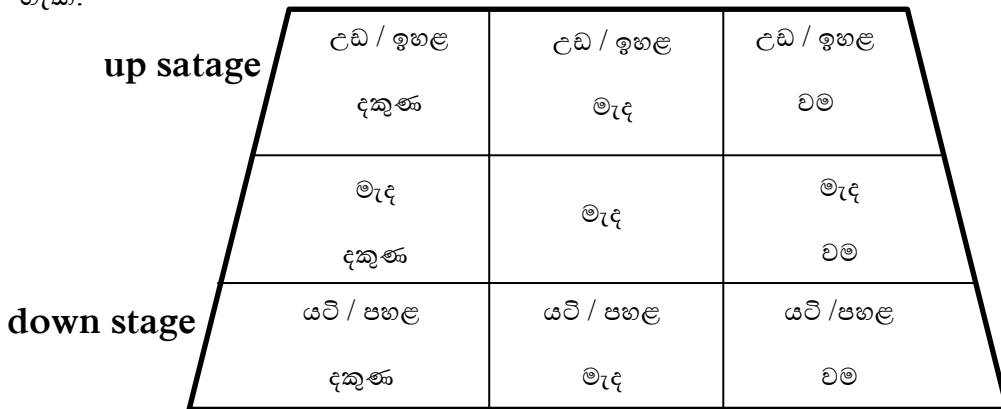 උඩ / ඉහළ උඩ / ඉහළ උඩ / ඉහළ
up satage
දකුණ මැද වම
මැද මැද
මැද
දකුණ වම
යටි / පහළ යටි / පහළ යටි /පහළ
down stage
දකුණ මැද වම